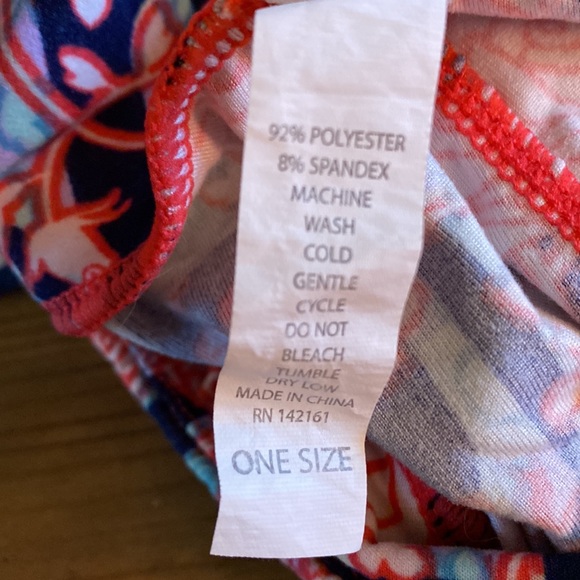 92% POLYESTER
8% SPANDEX
MACHINE
WASH
COLD
GENTLE
CYCLE
DO NOT
BLEACH
TUMBLE
DRY LOW
MADE IN CHINA
RN 142161
ONE SIZE